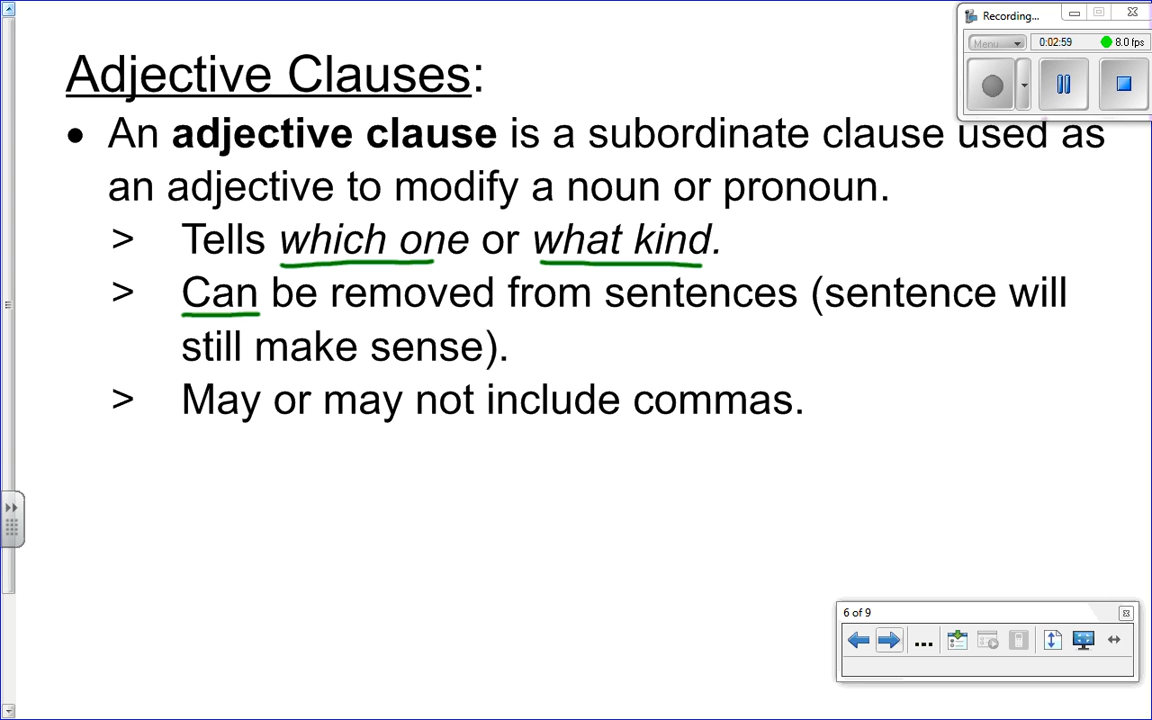 Recording...
Menu
0:02:59
8.0 fps
Adjective Clauses:
• An adjective clause is a subordinate clause used as
an adjective to modify a noun or pronoun.
> Tells which one or what kind.
> Can be removed from sentences (sentence will
still make sense).
> May or may not include commas.
6 of 9
...